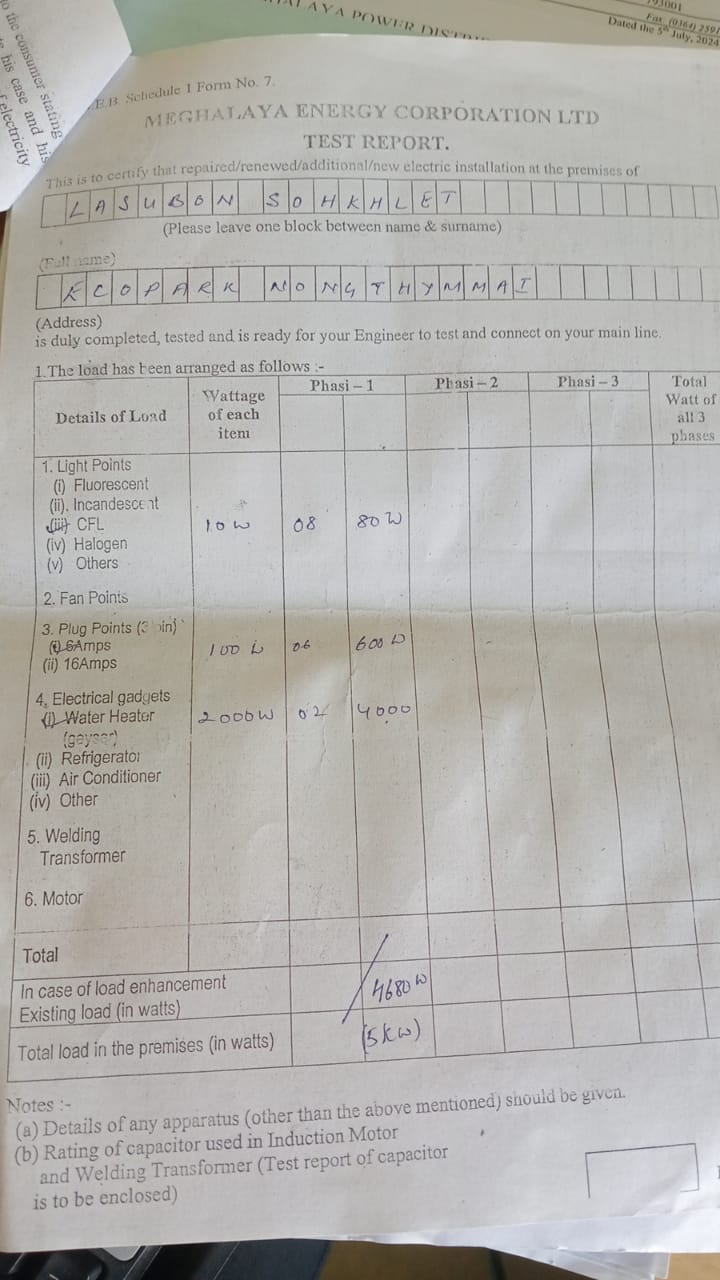 o the consumer stating
his case and his
f electricity
ALAYA POWER DIST
793001
Fax (0364) 259
Dated the 5th July, 2024
.E.B. Schedule 1 Form No. 7.
MEGHALAYA ENERGY CORPORATION LTD
TEST REPORT.
This is to certify that repaired/renewed/additional/new electric installation at the premises of
LASUBON SOHKHLET
(Please leave one block between name & surname)
(Full name)
ECOPARK NONGTHYMMAI
(Address)
is duly completed, tested and is ready for your Engineer to test and connect on your main line.
1.The load has been arranged as follows :-
Details of Load Wattage of each item Phasi – 1 Phasi – 2 Phasi – 3 Total Watt of all 3 phases
1. Light Points
(i) Fluorescent
(ii). Incandescent
(iii) CFL 10W 08 80W
(iv) Halogen
(v) Others
2. Fan Points
3. Plug Points (3 pin)
(i) 6Amps 100W 06 600W
(ii) 16Amps
4. Electrical gadgets
(i) Water Heater 2000W 02 4000
(geyser)
(ii) Refrigerator
(iii) Air Conditioner
(iv) Other
5. Welding
Transformer
6. Motor
Total
In case of load enhancement
Existing load (in watts) 4680W
Total load in the premises (in watts) (5kW)
Notes :-
(a) Details of any apparatus (other than the above mentioned) should be given.
(b) Rating of capacitor used in Induction Motor
and Welding Transformer (Test report of capacitor
is to be enclosed)